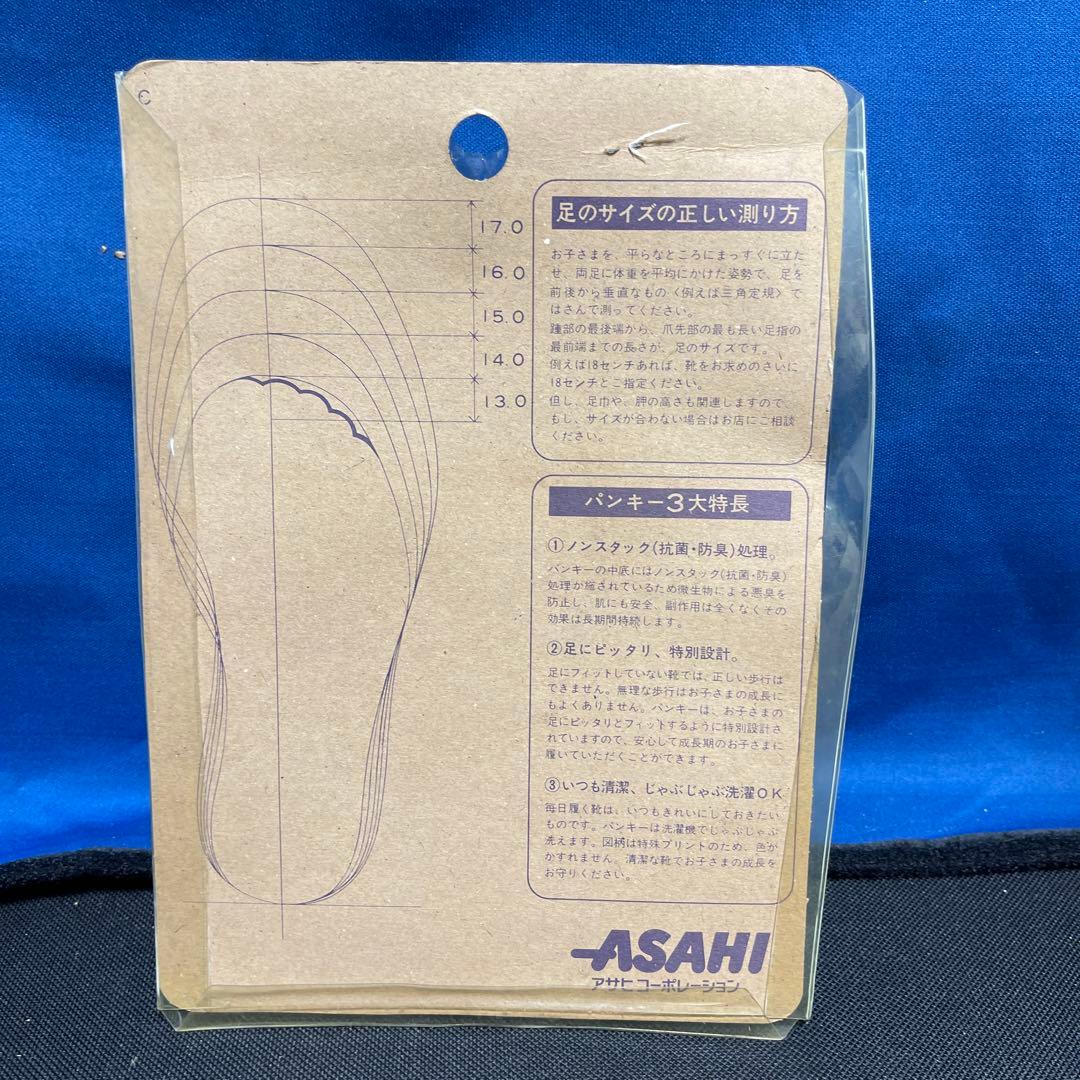 C
17.0
16.0
15.0
14.0
13.0
足のサイズの正しい測り方
お子さまを、平らなところにまっすぐに立た
せ、両足に体重を平均にかけた姿勢で、足を
前後から垂直なもの〈例えば三角定規〉で
はさんで測ってください。
踵部の最後端から、爪先部の最も長い足指の
最前端までの長さが、足のサイズです。
例えば18センチあれば、靴をお求めのさいに
18センチとご指定ください。
但し、足巾や、胛の高さも関連しますので、
もし、サイズが合わない場合はお店にご相談
ください。
パンキー3大特長
①ノンスタック(抗菌・防臭)処理。
パンキーの中底にはノンスタック(抗菌・防臭)
処理が施されているため微生物による悪臭を
防止し、肌にも安全、副作用は全くなくその
効果は長期間持続します。
②足にピッタリ、特別設計。
足にフィットしていない靴では、正しい歩行は
できません。無理な歩行はお子さまの成長に
もよくありません。パンキーは、お子さまの
足にピッタリとフィットするように特別設計さ
れていますので、安心して成長期のお子さまに
履いていただくことができます。
③いつも清潔、じゃぶじゃぶ洗濯OK
毎日履く靴は、いつもきれいにしておきたい
ものです。パンキーは洗濯機でじゃぶじゃぶ
洗えます。図柄は特殊プリントのため、色が
かすれません。清潔な靴でお子さまの成長を
お守りください。
ASAHI
アサヒコーポレーション